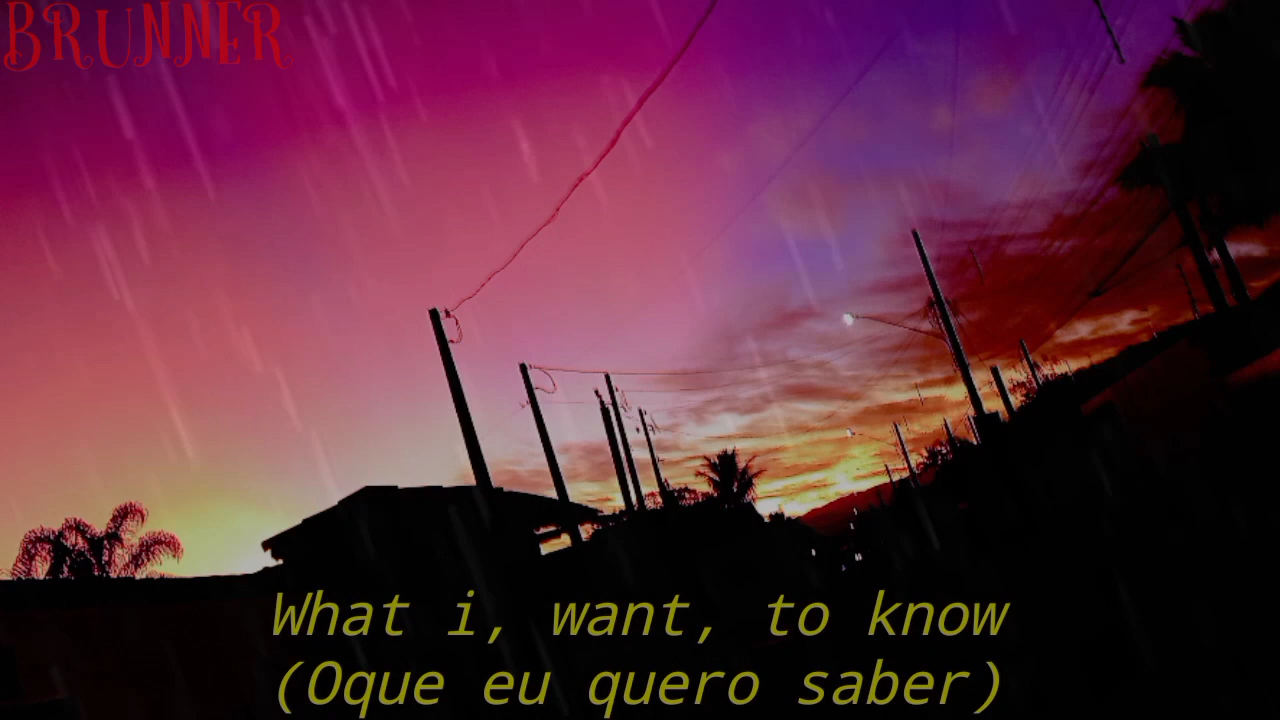 BRUNNER
What i, want, to know
(Oque eu quero saber)